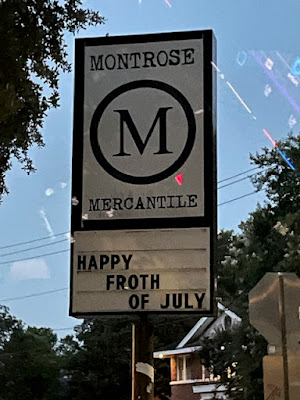 MONTROSE
M
MERCANTILE
HAPPY
FROTH
OF JULY